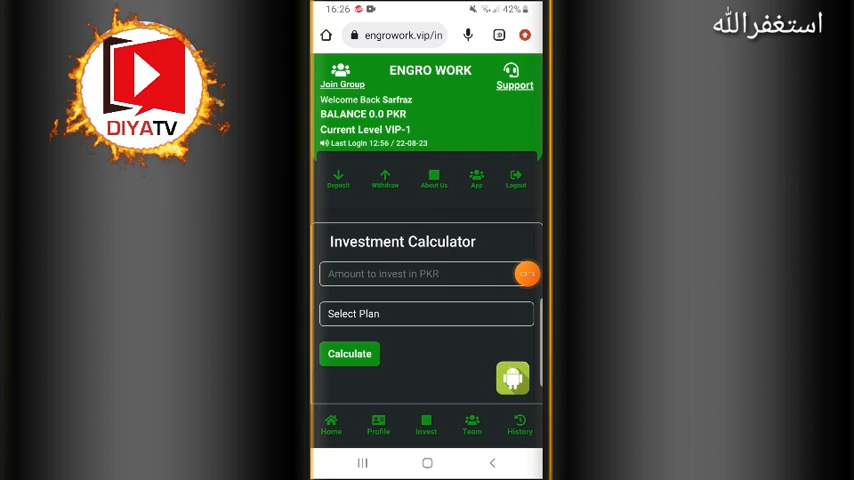 DIYATV
استغفرالله
16:26
42%
engrowork.vip/in
Join Group
ENGRO WORK
Support
Welcome Back Sarfraz
BALANCE 0.0 PKR
Current Level VIP-1
Last Login 12:56 / 22-08-23
Deposit
Withdraw
About Us
App
Logout
Investment Calculator
Amount to invest in PKR
Select Plan
Calculate
Home
Profile
Invest
Team
History